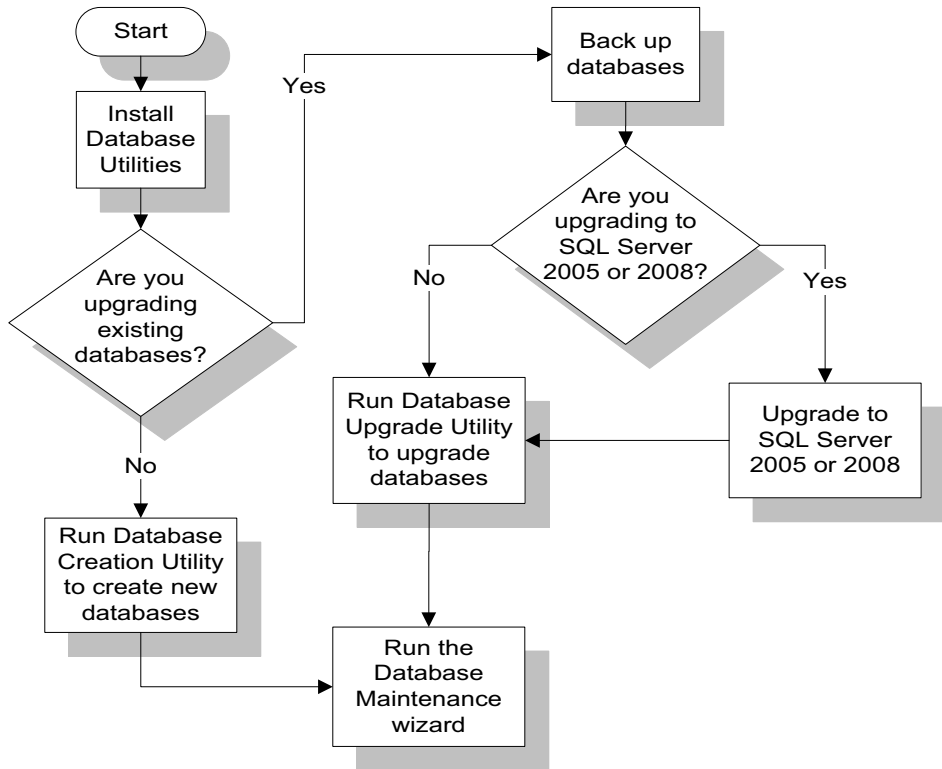 Start
Install
Database
Utilities
Are you
upgrading
existing
databases?
Yes
Back up
databases
Are you
upgrading to
SQL Server
2005 or 2008?
No
Yes
Run Database
Upgrade Utility
to upgrade
databases
Upgrade to
SQL Server
2005 or 2008
No
Run Database
Creation Utility
to create new
databases
Run the
Database
Maintenance
wizard